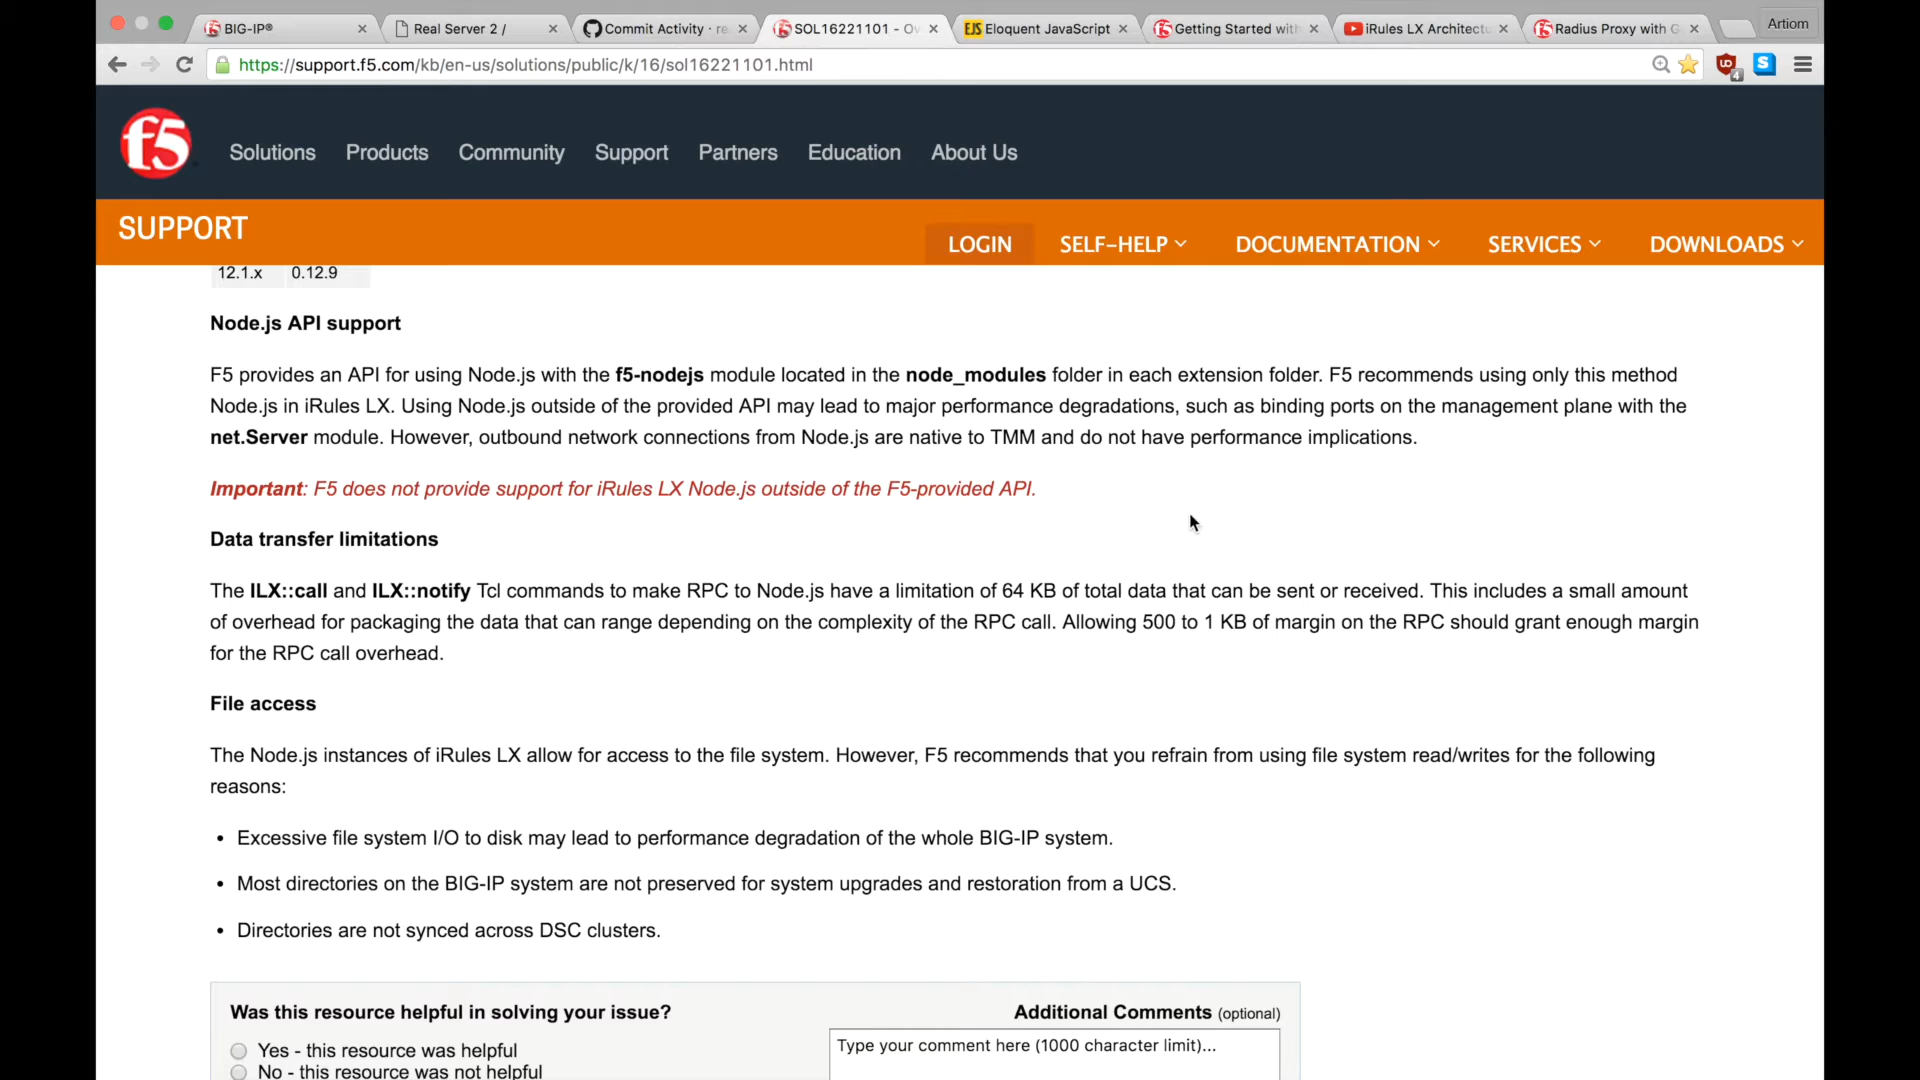 BIG-IP®
Real Server 2 /
Commit Activity · re
SOL16221101 - Ov
EJS Eloquent JavaScript
Getting Started with
iRules LX Architectu
Radius Proxy with G
Artiom
https://support.f5.com/kb/en-us/solutions/public/k/16/sol16221101.html
4
S
f5
Solutions
Products
Community
Support
Partners
Education
About Us
SUPPORT
LOGIN
SELF-HELP
DOCUMENTATION
SERVICES
DOWNLOADS
12.1.x 0.12.9
Node.js API support
F5 provides an API for using Node.js with the f5-nodejs module located in the node_modules folder in each extension folder. F5 recommends using only this method
Node.js in iRules LX. Using Node.js outside of the provided API may lead to major performance degradations, such as binding ports on the management plane with the
net.Server module. However, outbound network connections from Node.js are native to TMM and do not have performance implications.
Important: F5 does not provide support for iRules LX Node.js outside of the F5-provided API.
Data transfer limitations
The ILX::call and ILX::notify Tcl commands to make RPC to Node.js have a limitation of 64 KB of total data that can be sent or received. This includes a small amount
of overhead for packaging the data that can range depending on the complexity of the RPC call. Allowing 500 to 1 KB of margin on the RPC should grant enough margin
for the RPC call overhead.
File access
The Node.js instances of iRules LX allow for access to the file system. However, F5 recommends that you refrain from using file system read/writes for the following
reasons:
• Excessive file system I/O to disk may lead to performance degradation of the whole BIG-IP system.
• Most directories on the BIG-IP system are not preserved for system upgrades and restoration from a UCS.
• Directories are not synced across DSC clusters.
Was this resource helpful in solving your issue?
Additional Comments (optional)
Yes - this resource was helpful
Type your comment here (1000 character limit)...
No - this resource was not helpful